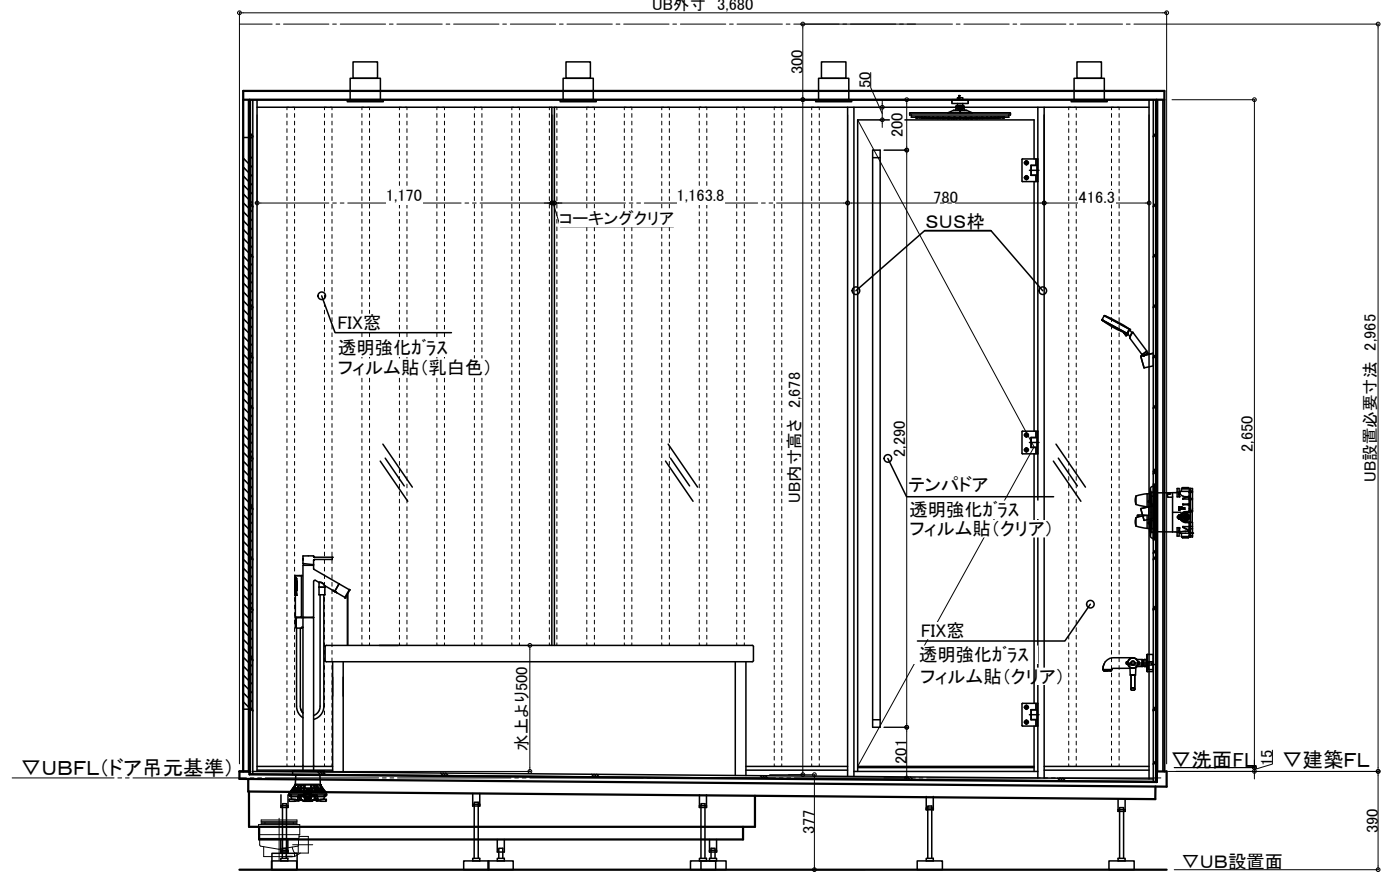 UB外寸 3,680
300
50
200
1,170
1,163.8
780
416.3
コーキングクリア
SUS枠
FIX窓
透明強化ガラス
フィルム貼(乳白色)
UB内寸高さ 2,678
2,290
2,650
UB設置必要寸法 2,965
テンパドア
透明強化ガラス
フィルム貼(クリア)
FIX窓
透明強化ガラス
フィルム貼(クリア)
水上より500
201
▽UBFL(ドア吊元基準)
▽洗面FL
15
▽建築FL
377
390
▽UB設置面